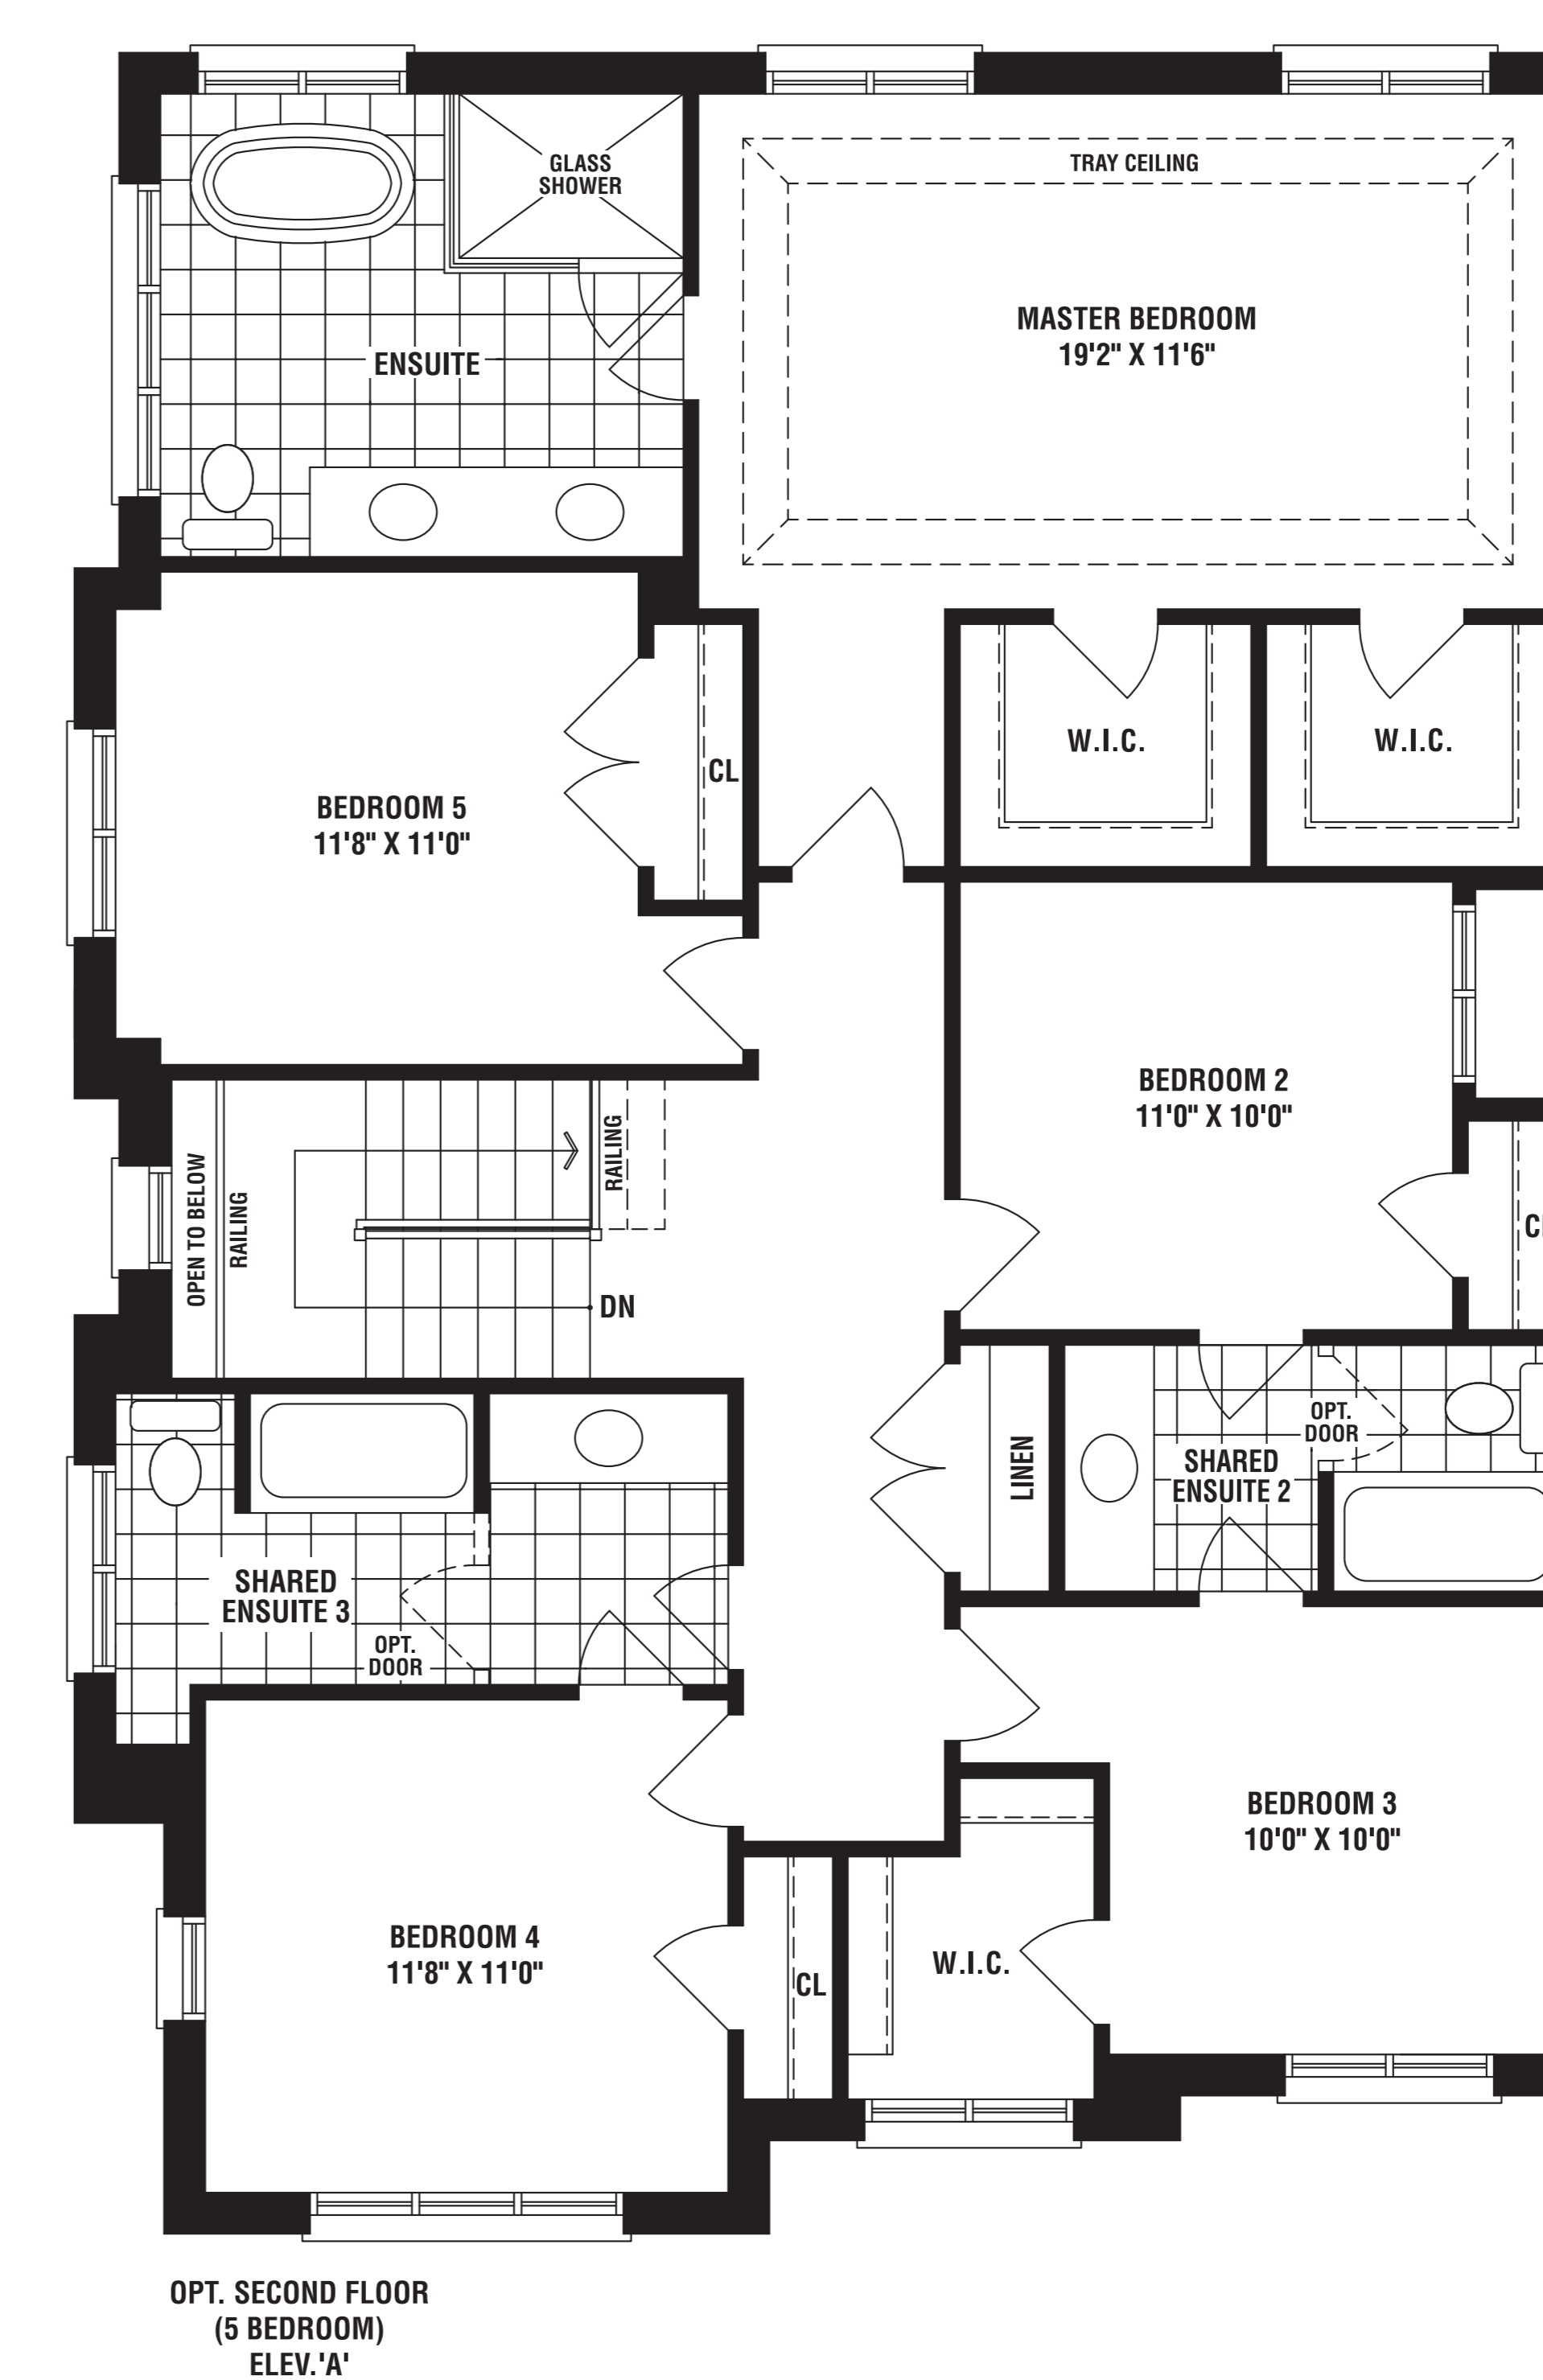 GLASS
SHOWER
TRAY CEILING
ENSUITE
MASTER BEDROOM
19'2" X 11'6"
W.I.C.
W.I.C.
CL
BEDROOM 5
11'8" X 11'0"
BEDROOM 2
11'0" X 10'0"
OPEN TO BELOW
RAILING
RAILING
DN
LINEN
OPT.
DOOR
SHARED
ENSUITE 2
SHARED
ENSUITE 3
OPT.
DOOR
BEDROOM 3
10'0" X 10'0"
BEDROOM 4
11'8" X 11'0"
CL
W.I.C.
OPT. SECOND FLOOR
(5 BEDROOM)
ELEV.'A'